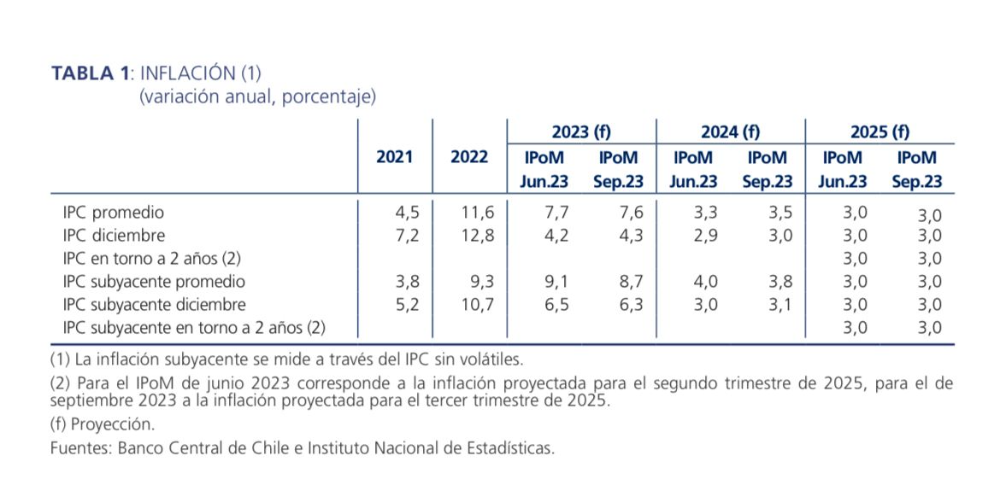 TABLA 1: INFLACIÓN (1)
(variación anual, porcentaje)
2023 (f) 2024 (f) 2025 (f)
2021 2022 IPoM IPoM IPoM IPoM IPoM IPoM
Jun.23 Sep.23 Jun.23 Sep.23 Jun.23 Sep.23
IPC promedio 4,5 11,6 7,7 7,6 3,3 3,5 3,0 3,0
IPC diciembre 7,2 12,8 4,2 4,3 2,9 3,0 3,0 3,0
IPC en torno a 2 años (2) 3,0 3,0
IPC subyacente promedio 3,8 9,3 9,1 8,7 4,0 3,8 3,0 3,0
IPC subyacente diciembre 5,2 10,7 6,5 6,3 3,0 3,1 3,0 3,0
IPC subyacente en torno a 2 años (2) 3,0 3,0
(1) La inflación subyacente se mide a través del IPC sin volátiles.
(2) Para el IPoM de junio 2023 corresponde a la inflación proyectada para el segundo trimestre de 2025, para el de
septiembre 2023 a la inflación proyectada para el tercer trimestre de 2025.
(f) Proyección.
Fuentes: Banco Central de Chile e Instituto Nacional de Estadísticas.